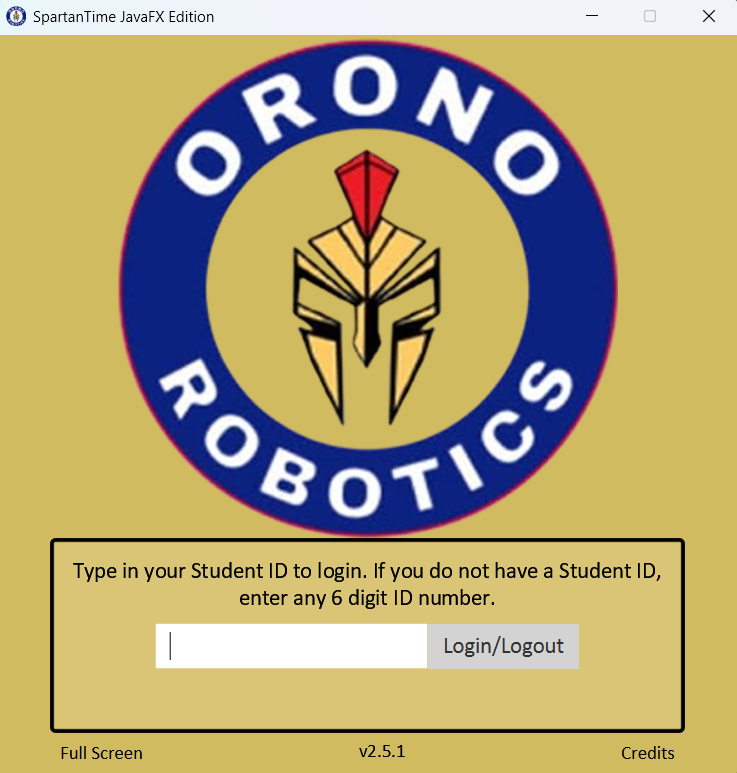 SpartanTime JavaFX Edition
ORONO
ROBOTICS
Type in your Student ID to login. If you do not have a Student ID,
enter any 6 digit ID number.
Login/Logout
Full Screen
v2.5.1
Credits